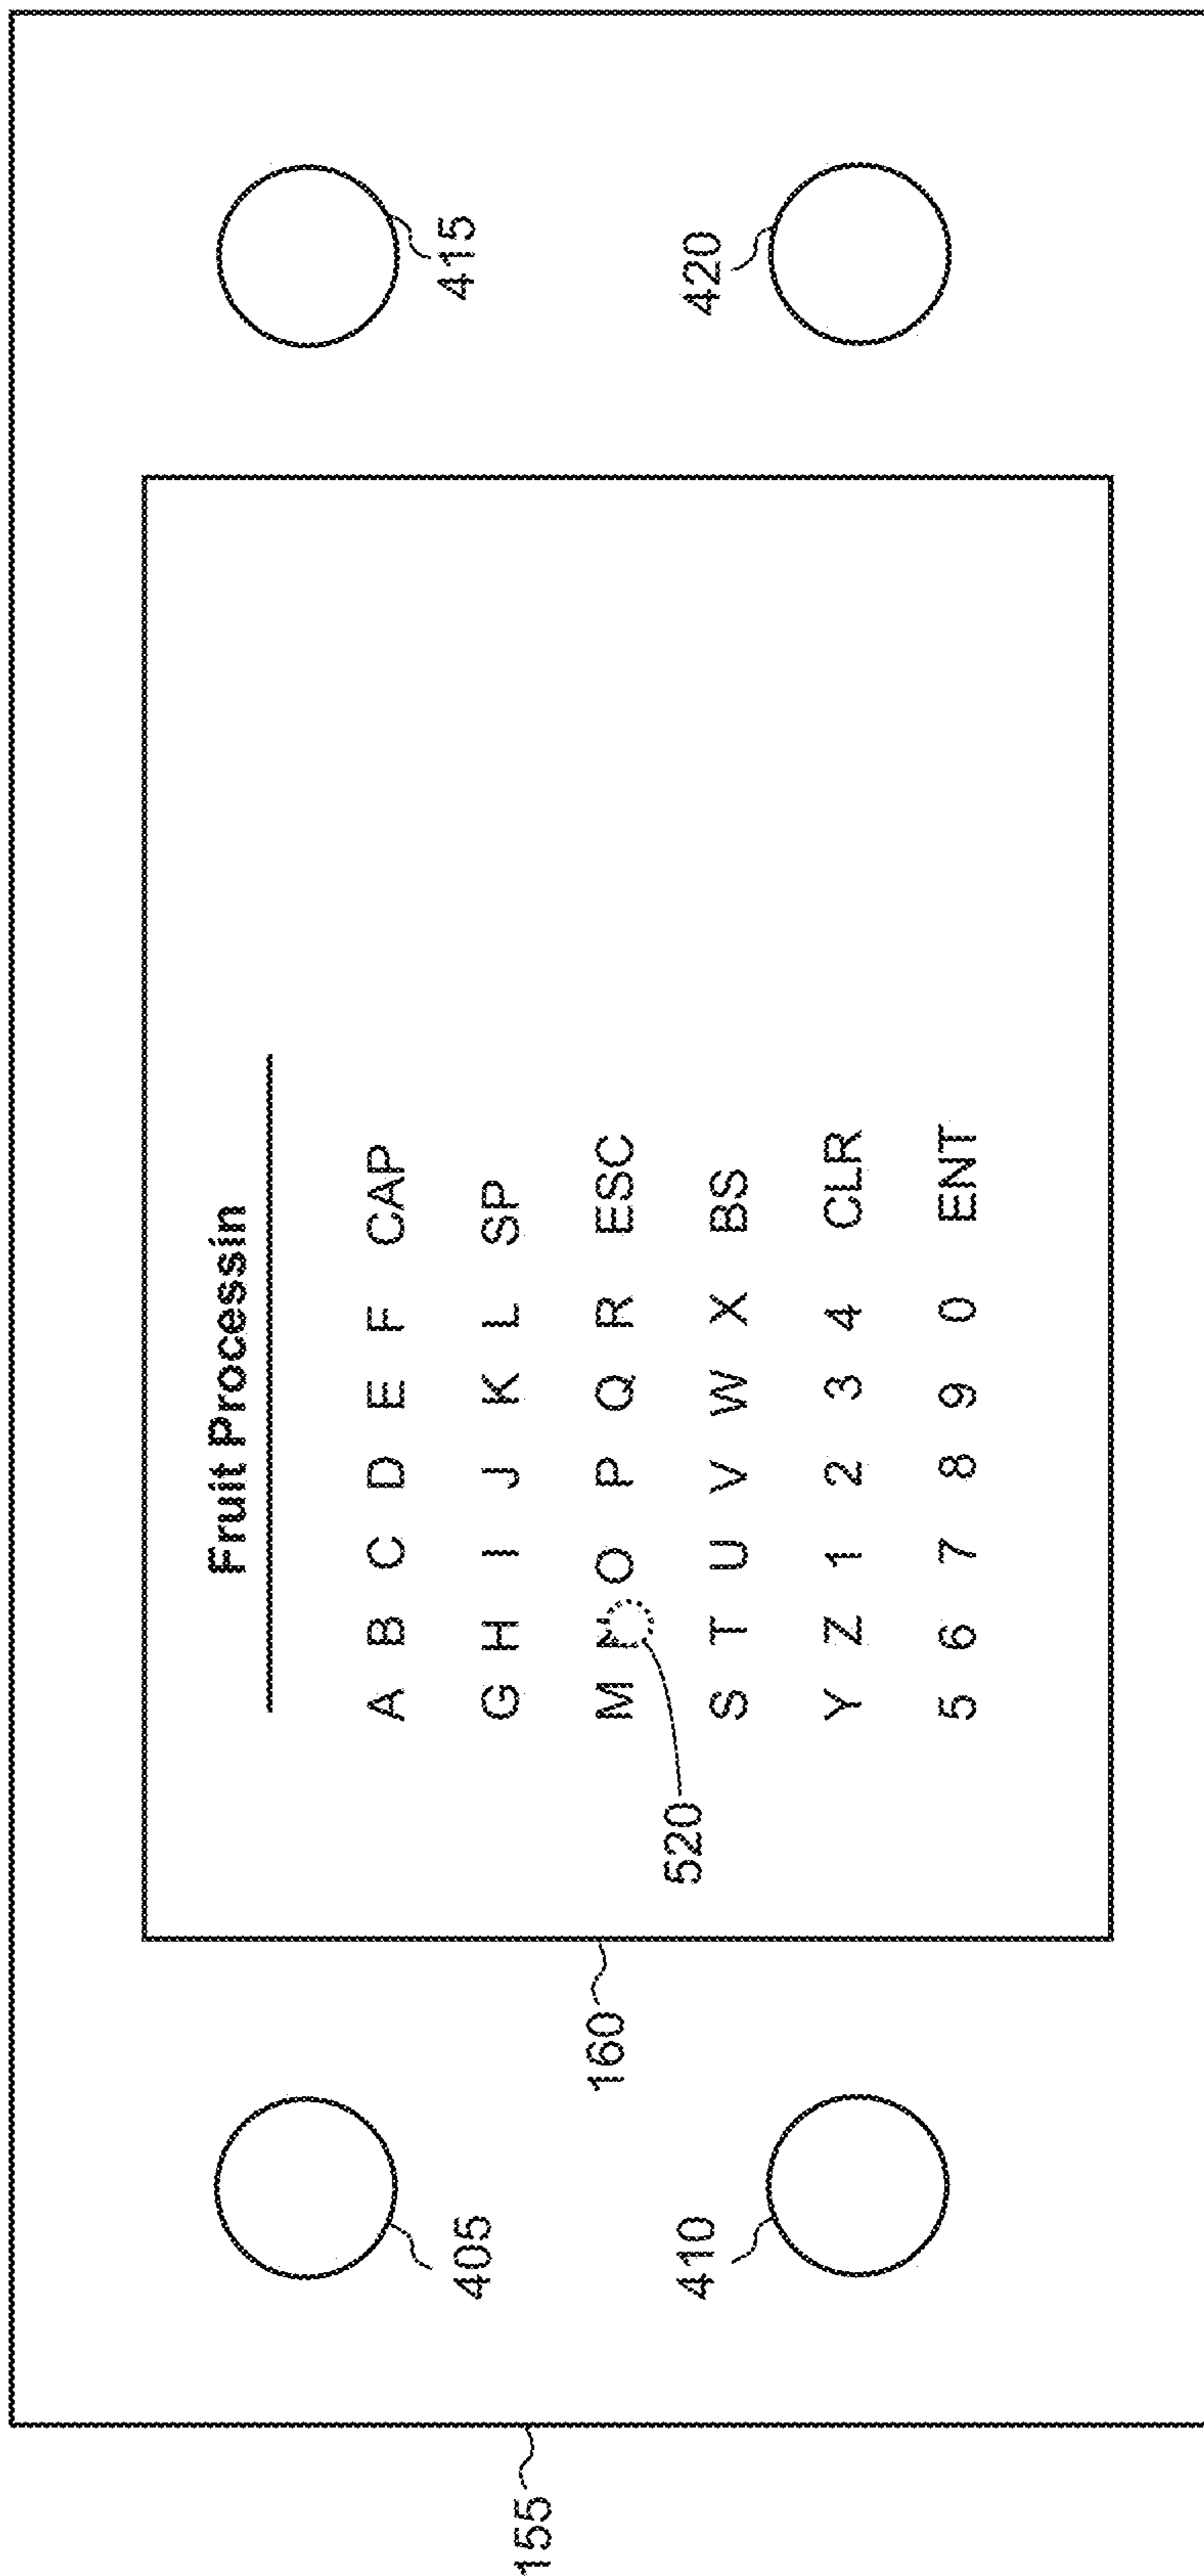 Fruit Processin
A B C D E F CAP
G H I J K L SP
M N O P Q R ESC
S T U V W X BS
Y Z 1 2 3 4 CLR
5 6 7 8 9 0 ENT
520
405
410
415
420
160
155